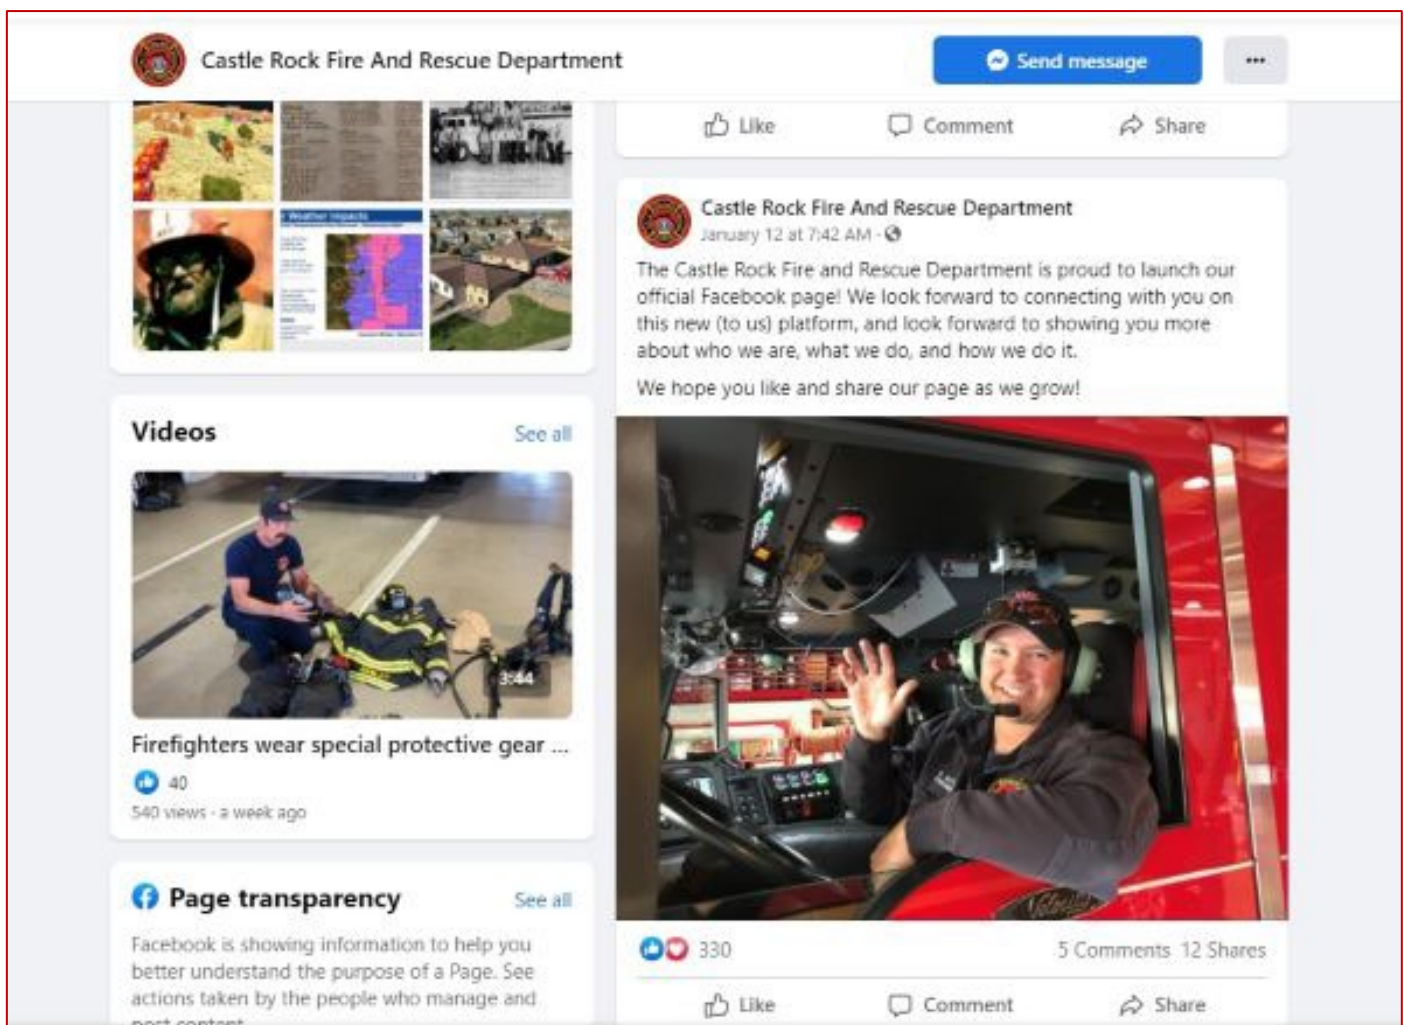 Castle Rock Fire And Rescue Department
Send message
Like
Comment
Share
Weather Impacts
Videos
See all
3:44
Firefighters wear special protective gear ...
40
540 views · a week ago
Page transparency
See all
Facebook is showing information to help you
better understand the purpose of a Page. See
actions taken by the people who manage and
post content.
Castle Rock Fire And Rescue Department
January 12 at 7:42 AM ·
The Castle Rock Fire and Rescue Department is proud to launch our
official Facebook page! We look forward to connecting with you on
this new (to us) platform, and look forward to showing you more
about who we are, what we do, and how we do it.
We hope you like and share our page as we grow!
330
5 Comments 12 Shares
Like
Comment
Share